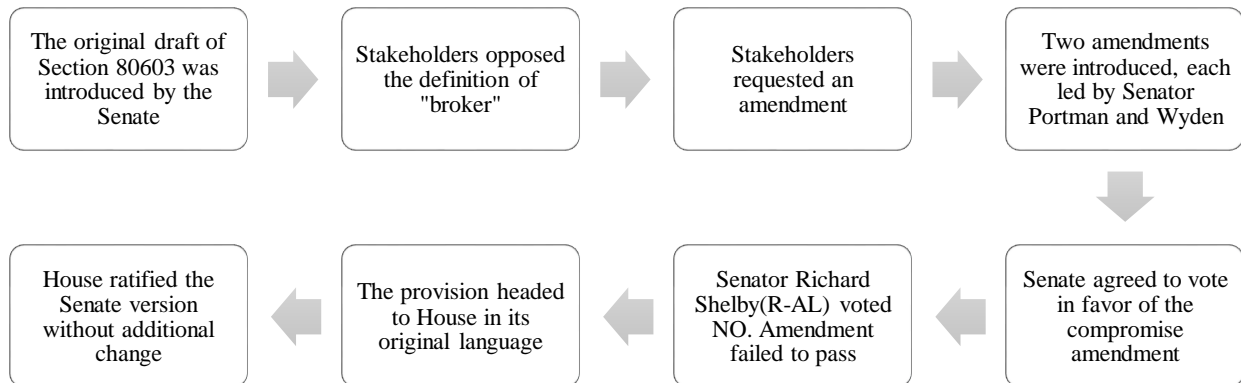 The original draft of
Section 80603 was
introduced by the
Senate
Stakeholders opposed
the definition of
"broker"
Stakeholders
requested an
amendment
Two amendments
were introduced, each
led by Senator
Portman and Wyden
Senate agreed to vote
in favor of the
compromise
amendment
Senator Richard
Shelby(R-AL) voted
NO. Amendment
failed to pass
The provision headed
to House in its
original language
House ratified the
Senate version
without additional
change